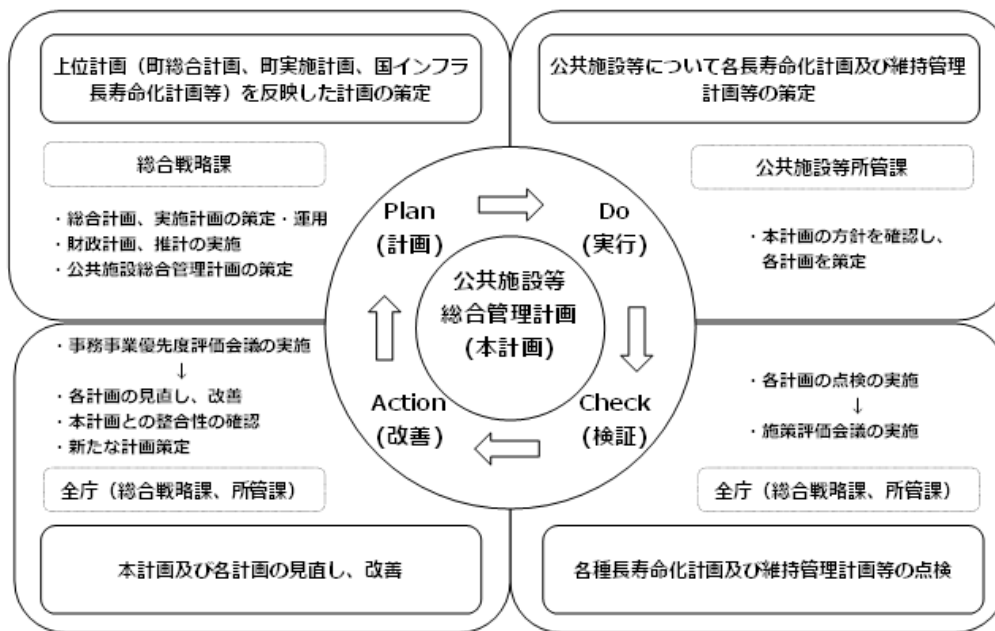 上位計画（町総合計画、町実施計画、国インフラ
長寿命化計画等）を反映した計画の策定
総合戦略課
・総合計画、実施計画の策定・運用
・財政計画、推計の実施
・公共施設総合管理計画の策定
公共施設等について各長寿命化計画及び維持管理
計画等の策定
公共施設等所管課
・本計画の方針を確認し、
各計画を策定
Plan
(計画)
Do
(実行)
公共施設等
総合管理計画
(本計画)
Action
(改善)
Check
(検証)
・事務事業優先度評価会議の実施
↓
・各計画の見直し、改善
・本計画との整合性の確認
・新たな計画策定
全庁（総合戦略課、所管課）
本計画及び各計画の見直し、改善
・各計画の点検の実施
↓
・施策評価会議の実施
全庁（総合戦略課、所管課）
各種長寿命化計画及び維持管理計画等の点検